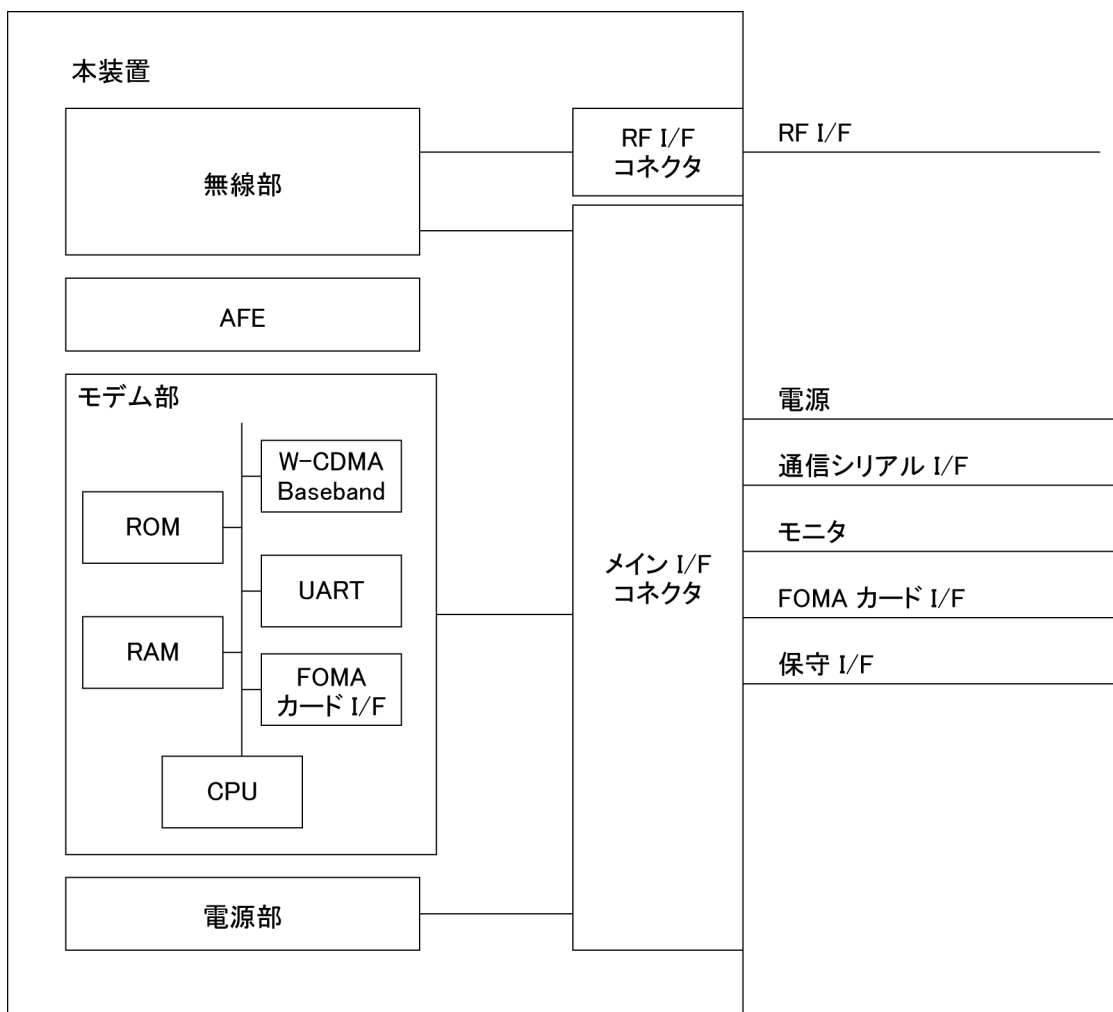 本装置
無線部
RF I/F
コネクタ
RF I/F
AFE
モデム部
W-CDMA
Baseband
ROM
UART
RAM
FOMA
カード I/F
CPU
電源部
メイン I/F
コネクタ
電源
通信シリアル I/F
モニタ
FOMA カード I/F
保守 I/F